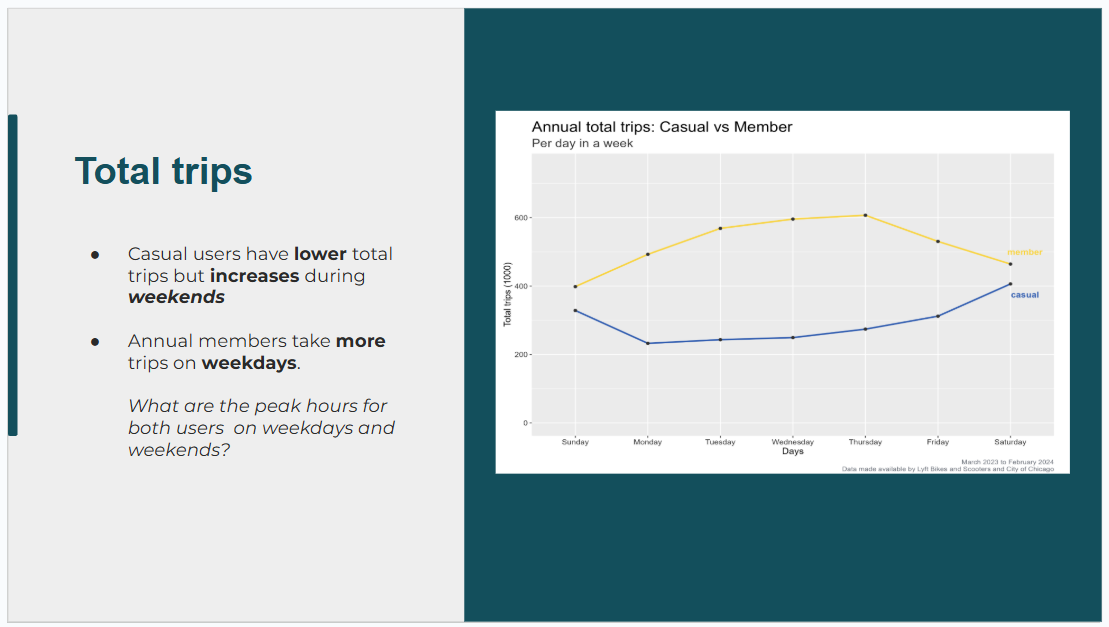 Total trips
● Casual users have lower total
trips but increases during
weekends
● Annual members take more
trips on weekdays.
What are the peak hours for
both users on weekdays and
weekends?
Annual total trips: Casual vs Member
Per day in a week
Total trips (1000)
600
400
200
0
member
casual
Sunday Monday Tuesday Wednesday Thursday Friday Saturday
Days
March 2023 to February 2024
Data made available by Lyft Bikes and Scooters and City of Chicago